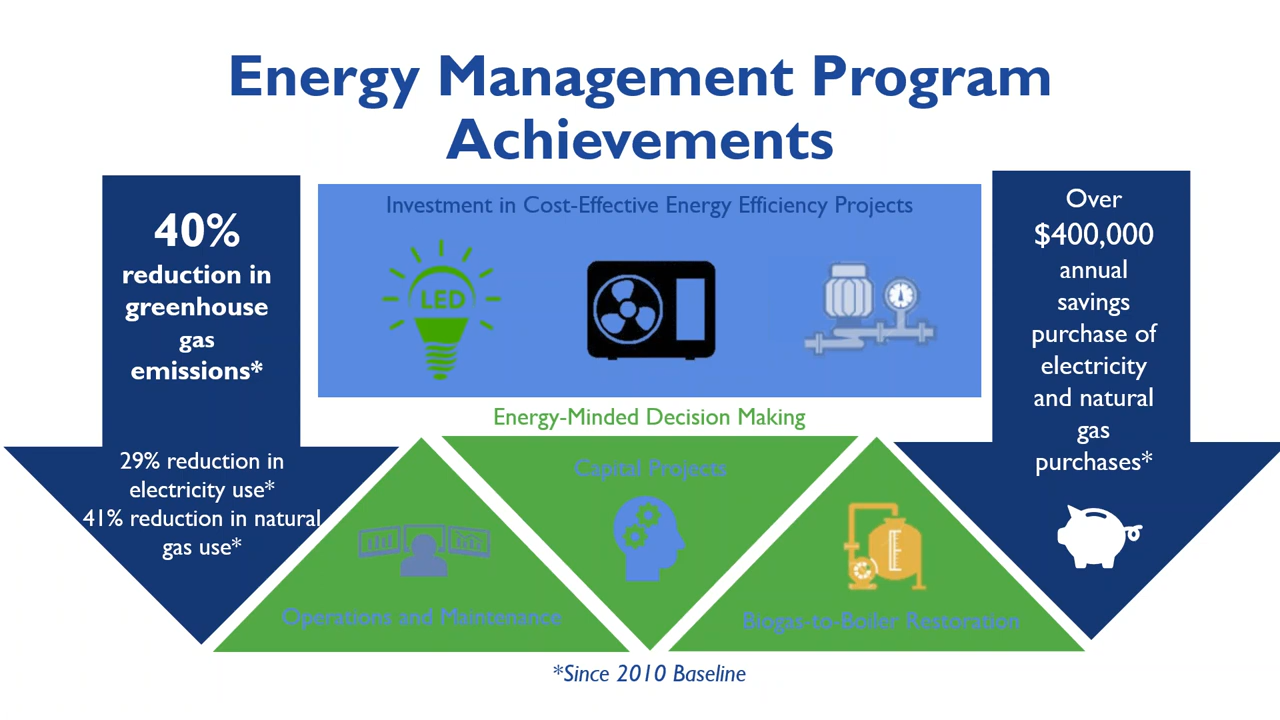 Energy Management Program
Achievements
40%
reduction in
greenhouse
gas
emissions*
29% reduction in
electricity use*
41% reduction in natural
gas use*
Investment in Cost-Effective Energy Efficiency Projects
LED
Energy-Minded Decision Making
Capital Projects
Operations and Maintenance
Biogas-to-Boiler Restoration
Over
$400,000
annual
savings
purchase of
electricity
and natural
gas
purchases*
*Since 2010 Baseline